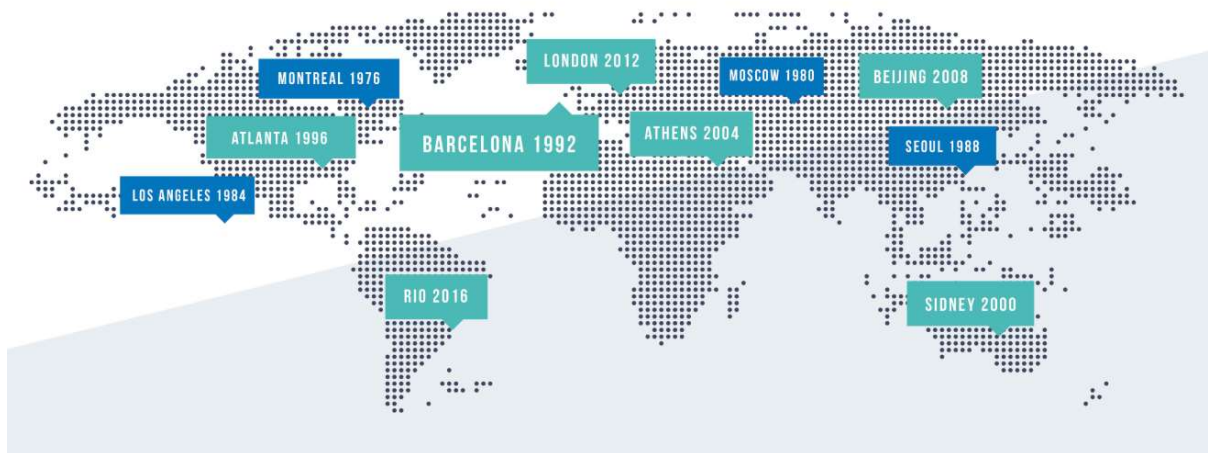 LONDON 2012
MONTREAL 1976
MOSCOW 1980
BEIJING 2008
ATLANTA 1996
BARCELONA 1992
ATHENS 2004
SEOUL 1988
LOS ANGELES 1984
RIO 2016
SIDNEY 2000